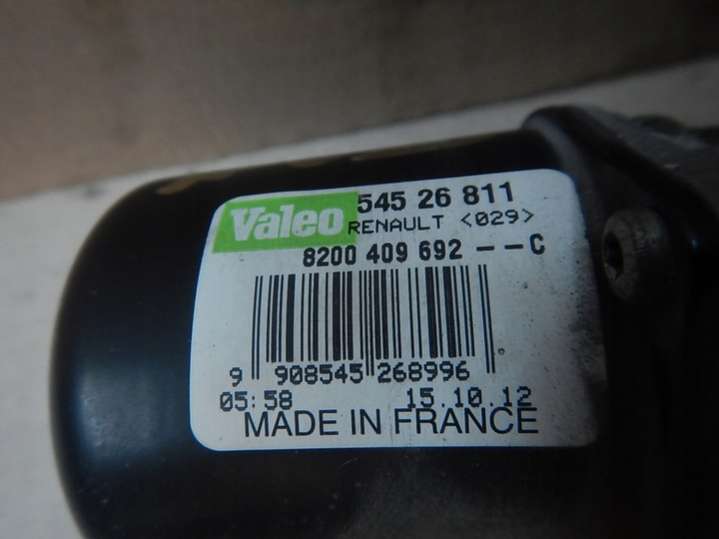 Valeo 545 26 811
RENAULT <029>
8200 409 692 -- C
9 908545 268996
05:58 15.10.12
MADE IN FRANCE